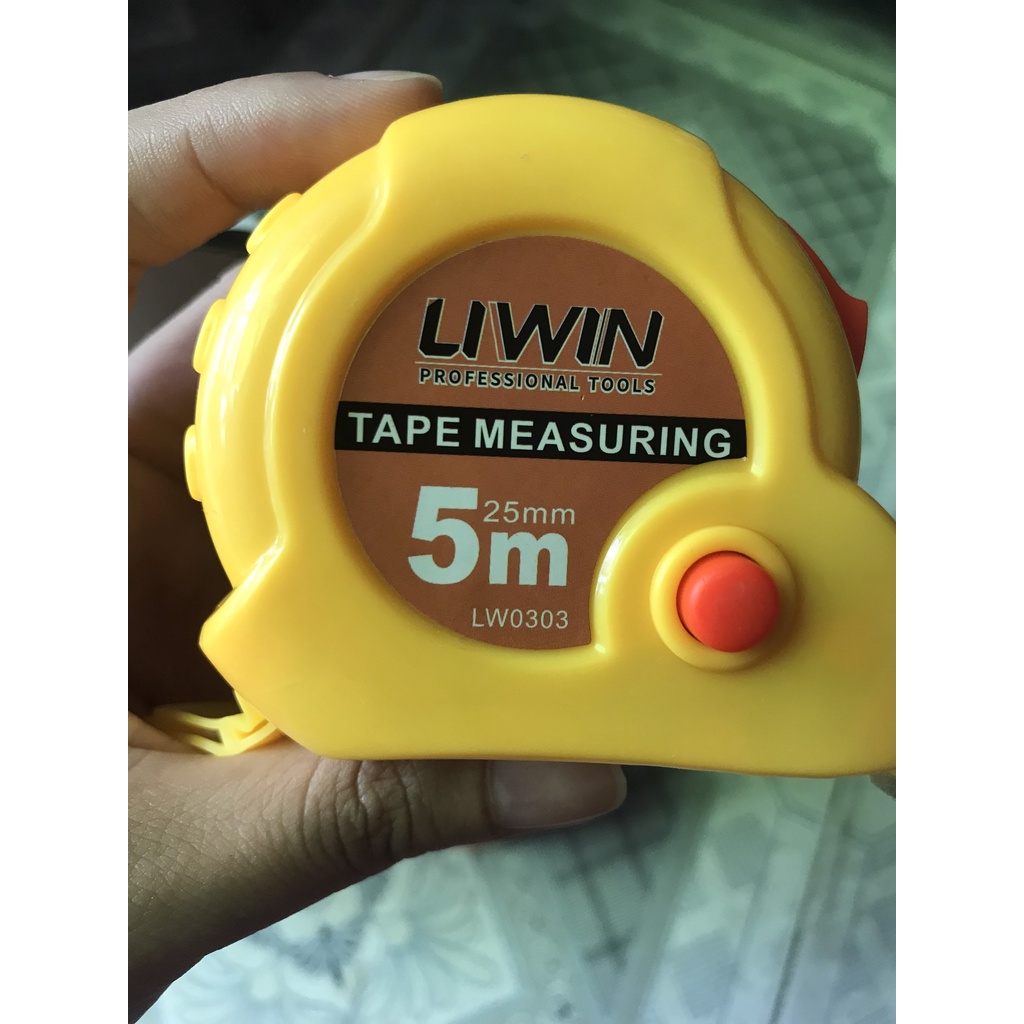 LIWIN
PROFESSIONAL TOOLS
TAPE MEASURING
25mm
5m
LW0303